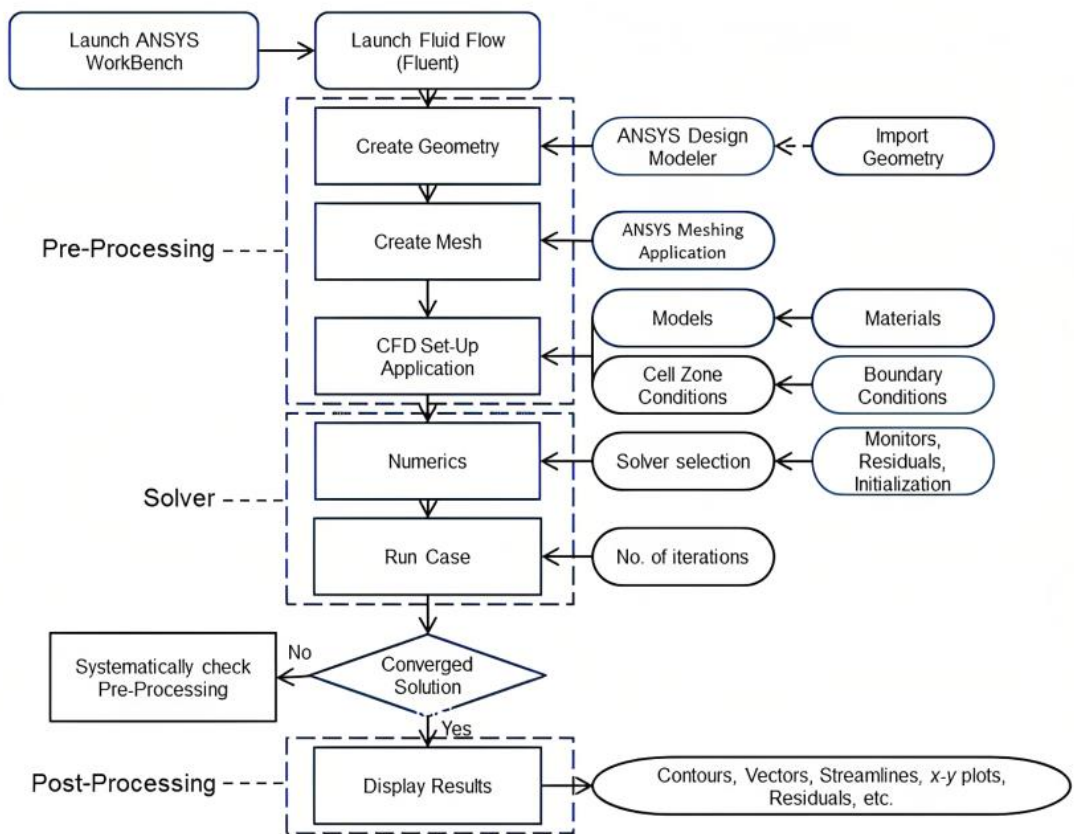 Launch ANSYS
WorkBench
Launch Fluid Flow
(Fluent)
Create Geometry
ANSYS Design
Modeler
Import
Geometry
Pre-Processing
Create Mesh
ANSYS Meshing
Application
CFD Set-Up
Application
Models
Materials
Cell Zone
Conditions
Boundary
Conditions
Solver
Numerics
Solver selection
Monitors,
Residuals,
Initialization
Run Case
No. of iterations
Converged
Solution
No
Systematically check
Pre-Processing
Yes
Post-Processing
Display Results
Contours, Vectors, Streamlines, x-y plots,
Residuals, etc.